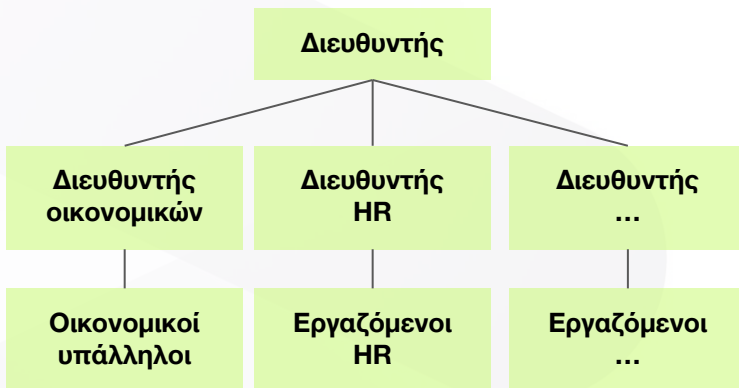 Διευθυντής
Διευθυντής
οικονομικών
Διευθυντής
HR
Διευθυντής
...
Οικονομικοί
υπάλληλοι
Εργαζόμενοι
HR
Εργαζόμενοι
...